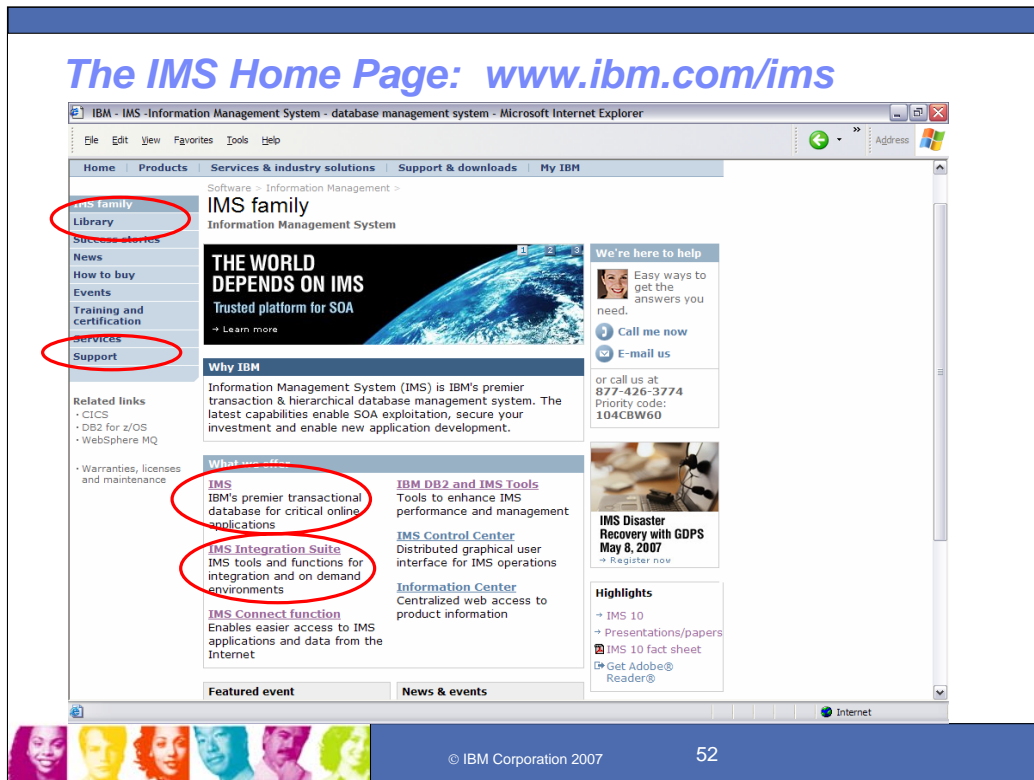 The IMS Home Page: www.ibm.com/ims
IBM - IMS -Information Management System - database management system - Microsoft Internet Explorer
File Edit View Favorites Tools Help
» Address
Home Products Services & industry solutions Support & downloads My IBM
IMS family
Library
Success stories
News
How to buy
Events
Training and
certification
Services
Support
Related links
· CICS
· DB2 for z/OS
· WebSphere MQ
· Warranties, licenses
and maintenance
Software > Information Management >
IMS family
Information Management System
1 2 3
THE WORLD
DEPENDS ON IMS
Trusted platform for SOA
→ Learn more
Why IBM
Information Management System (IMS) is IBM's premier
transaction & hierarchical database management system. The
latest capabilities enable SOA exploitation, secure your
investment and enable new application development.
What we offer
IMS
IBM's premier transactional
database for critical online
applications
IMS Integration Suite
IMS tools and functions for
integration and on demand
environments
IMS Connect function
Enables easier access to IMS
applications and data from the
Internet
IBM DB2 and IMS Tools
Tools to enhance IMS
performance and management
IMS Control Center
Distributed graphical user
interface for IMS operations
Information Center
Centralized web access to
product information
Featured event
News & events
We're here to help
Easy ways to
get the
answers you
need.
Call me now
E-mail us
or call us at
877-426-3774
Priority code:
104CBW60
IMS Disaster
Recovery with GDPS
May 8, 2007
→ Register now
Highlights
→ IMS 10
→ Presentations/papers
IMS 10 fact sheet
Get Adobe®
Reader®
Internet
© IBM Corporation 2007
52